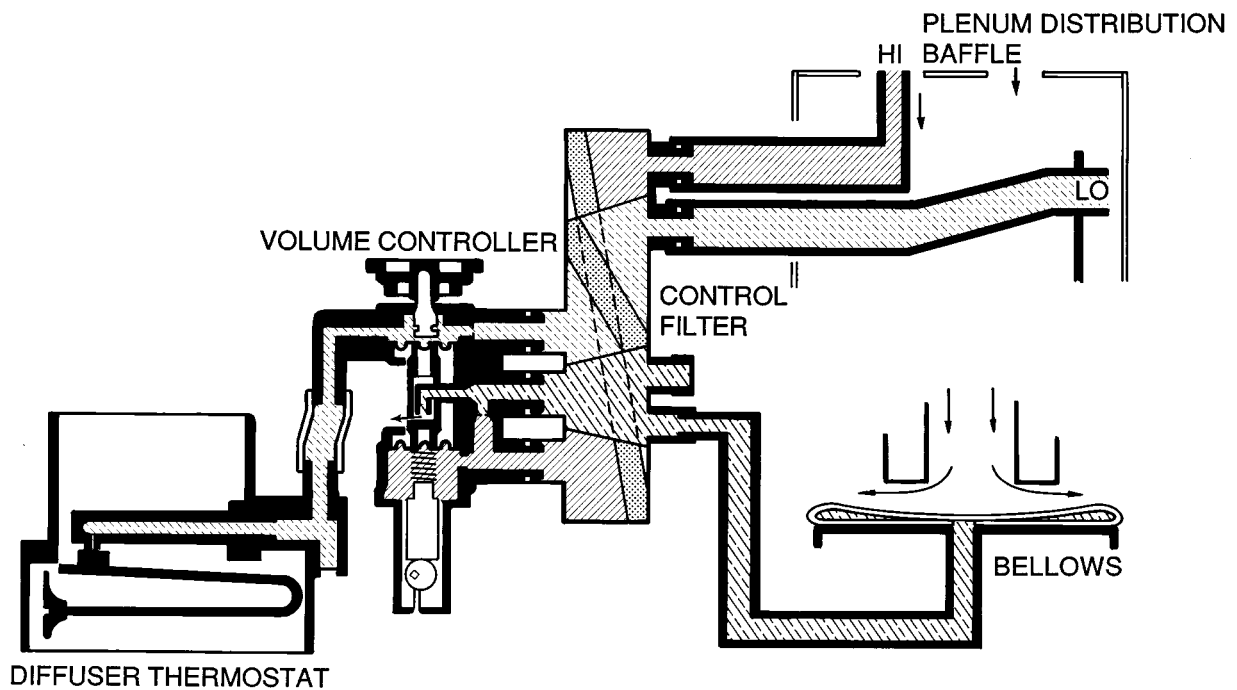 PLENUM DISTRIBUTION
HI BAFFLE
LO
VOLUME CONTROLLER
CONTROL
FILTER
BELLOWS
DIFFUSER THERMOSTAT